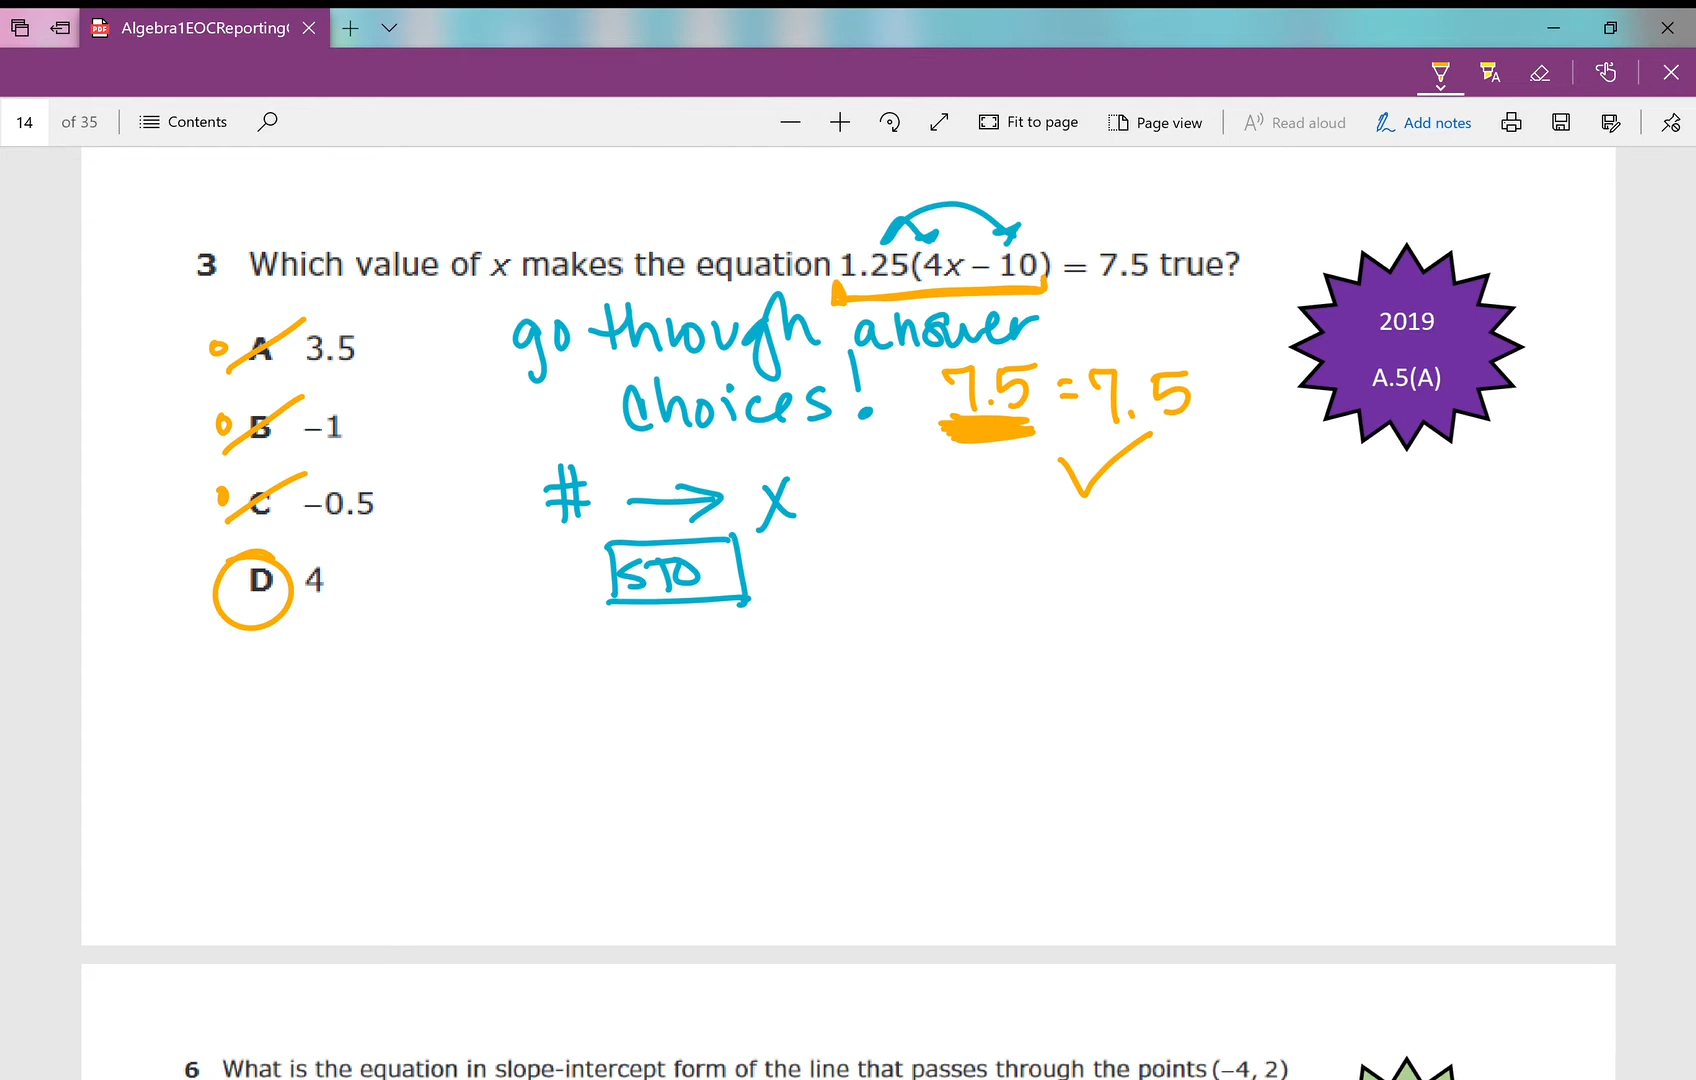 Algebra1EOCReporting(
14 of 35 Contents Fit to page Page view Read aloud Add notes
3 Which value of x makes the equation 1.25(4x – 10) = 7.5 true?
A 3.5
B –1
C –0.5
D 4
go through answer
choices!
7.5 = 7.5
# → x
STO
2019
A.5(A)
6 What is the equation in slope-intercept form of the line that passes through the points (–4, 2)